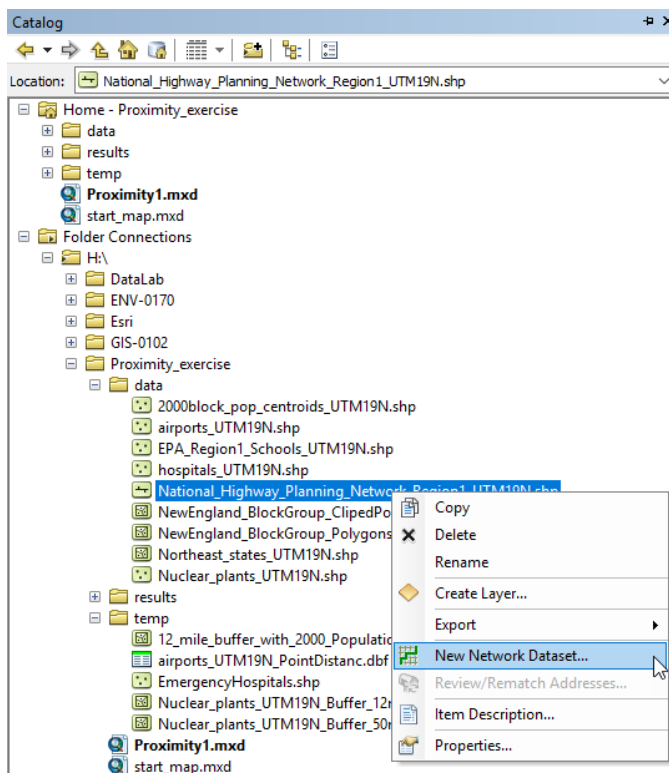 Catalog
Location: National_Highway_Planning_Network_Region1_UTM19N.shp
Home - Proximity_exercise
data
results
temp
Proximity1.mxd
start_map.mxd
Folder Connections
H:\
DataLab
ENV-0170
Esri
GIS-0102
Proximity_exercise
data
2000block_pop_centroids_UTM19N.shp
airports_UTM19N.shp
EPA_Region1_Schools_UTM19N.shp
hospitals_UTM19N.shp
National_Highway_Planning_Network_Region1_UTM19N.shp
NewEngland_BlockGroup_ClipedPo
NewEngland_BlockGroup_Polygons
Northeast_states_UTM19N.shp
Nuclear_plants_UTM19N.shp
results
temp
12_mile_buffer_with_2000_Populatio
airports_UTM19N_PointDistanc.dbf
EmergencyHospitals.shp
Nuclear_plants_UTM19N_Buffer_12
Nuclear_plants_UTM19N_Buffer_50
Proximity1.mxd
start_map.mxd
Copy
Delete
Rename
Create Layer...
Export
New Network Dataset...
Review/Rematch Addresses...
Item Description...
Properties...